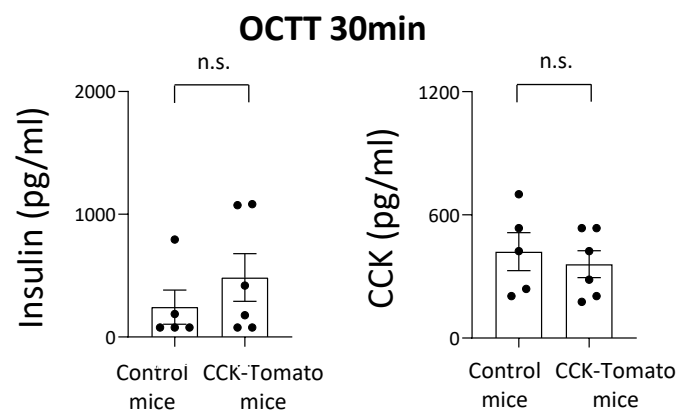 OCTT 30min
n.s.
2000
Insulin (pg/ml)
1000
0
Control
mice
CCK-Tomato
mice
n.s.
1200
CCK (pg/ml)
600
0
Control
mice
CCK-Tomato
mice